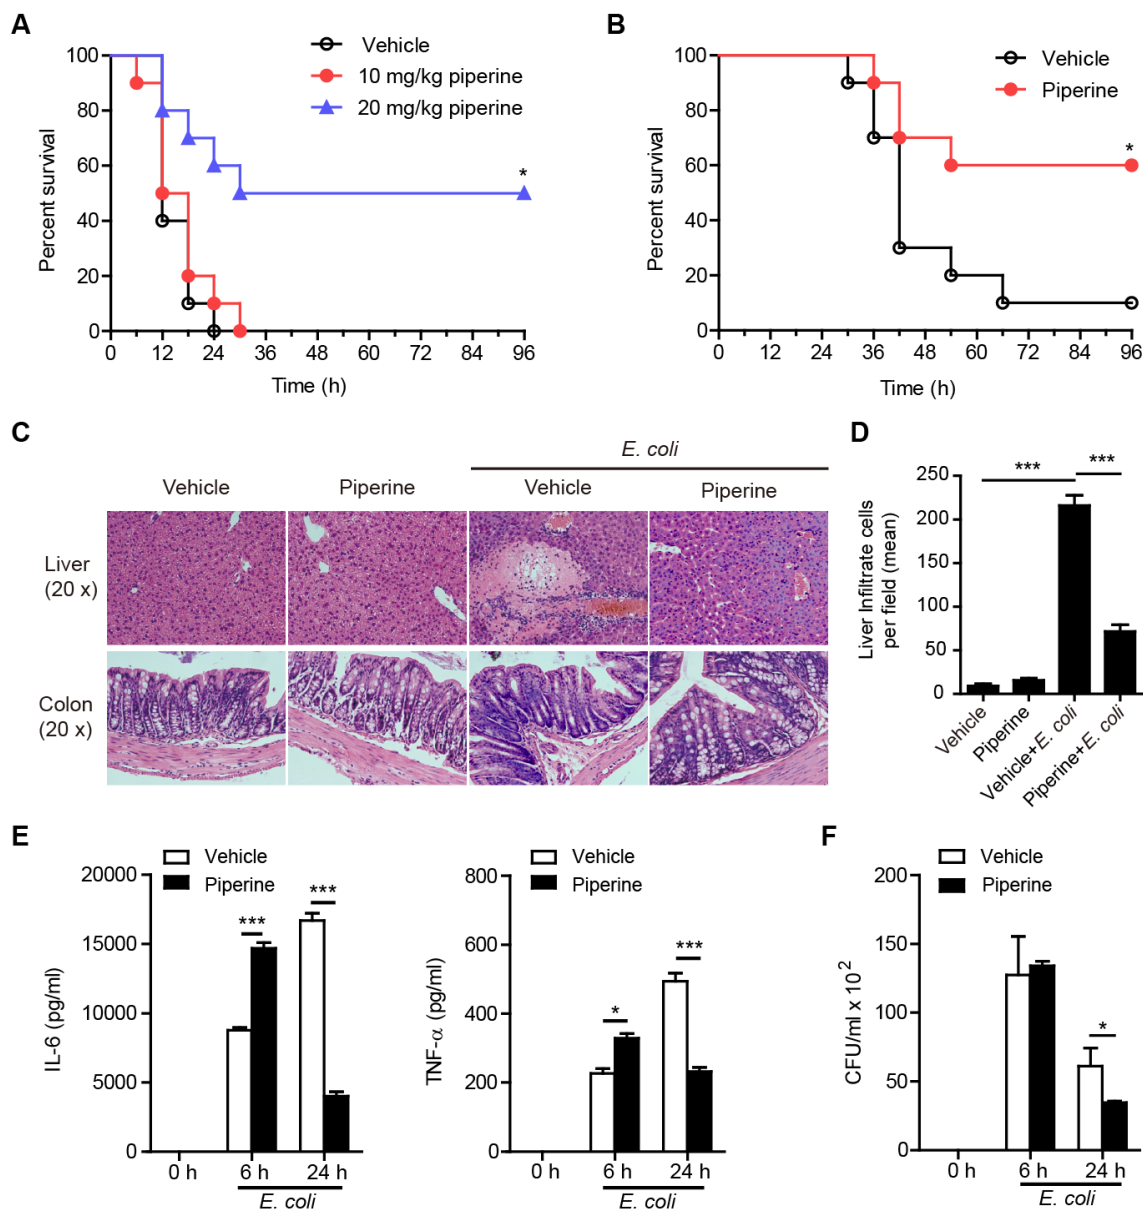 A
Vehicle
10 mg/kg piperine
20 mg/kg piperine
100
80
60
40
20
0
Percent survival
*
0 12 24 36 48 60 72 84 96
Time (h)
B
Vehicle
Piperine
100
80
60
40
20
0
Percent survival
*
0 12 24 36 48 60 72 84 96
Time (h)
C
E. coli
Vehicle Piperine Vehicle Piperine
Liver
(20 x)
Colon
(20 x)
D
*** ***
250
200
150
100
50
0
Liver Infiltrate cells
per field (mean)
Vehicle
Piperine
Vehicle+E. coli
Piperine+E. coli
E
Vehicle
Piperine
20000
15000
10000
5000
0
IL-6 (pg/ml)
*** ***
0 h 6 h 24 h
E. coli
Vehicle
Piperine
800
600
400
200
0
TNF-α (pg/ml)
* ***
0 h 6 h 24 h
E. coli
F
Vehicle
Piperine
200
150
100
50
0
CFU/ml x 10²
*
0 h 6 h 24 h
E. coli